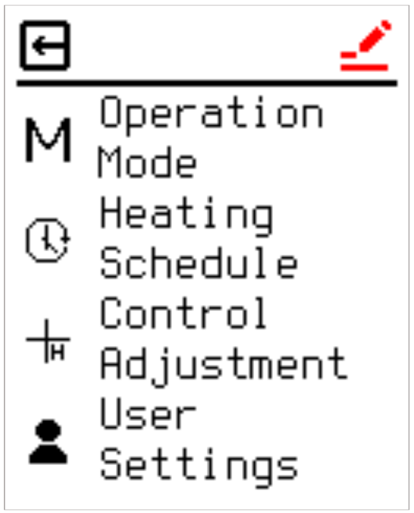 Operation
M Mode
Heating
Schedule
Control
H Adjustment
User
Settings